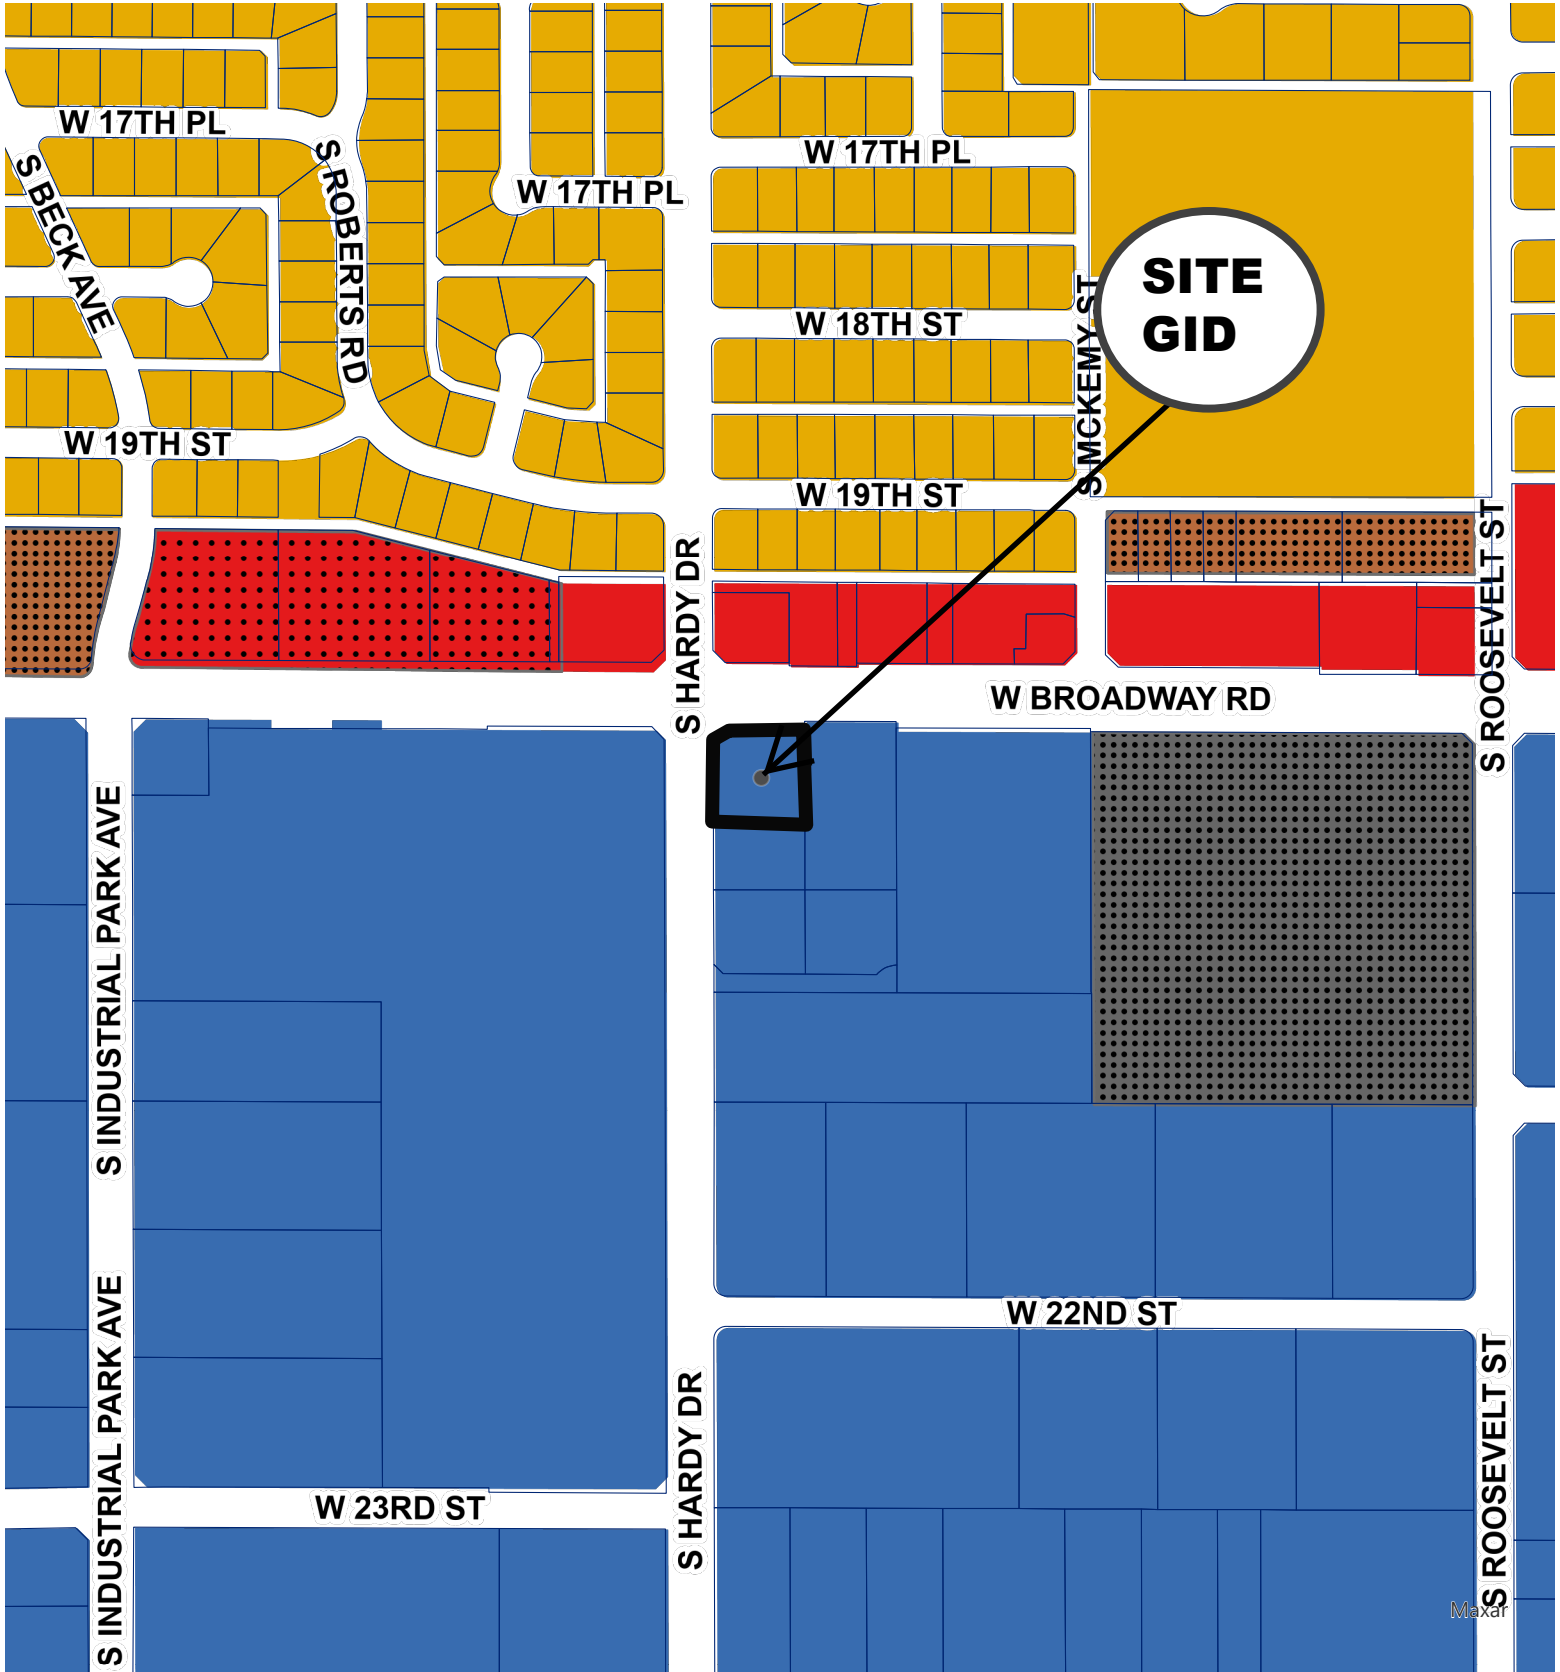 W 17TH PL
W 17TH PL
W 17TH PL
S BECK AVE
S ROBERTS RD
SITE
GID
W 18TH ST
S MCKEMY ST
W 19TH ST
W 19TH ST
S HARDY DR
S ROOSEVELT ST
W BROADWAY RD
S INDUSTRIAL PARK AVE
W 22ND ST
S INDUSTRIAL PARK AVE
S HARDY DR
S ROOSEVELT ST
W 23RD ST
Maxar